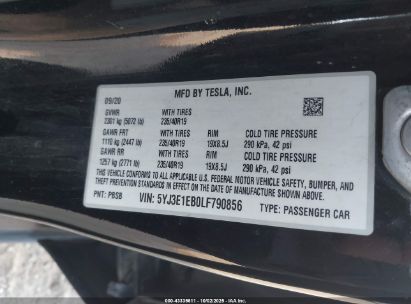 MFD BY TESLA, INC.
09/20
GVWR WITH TIRES
2301 kg (5072 lb) 235/40R19
GAWR FRT WITH TIRES RIM COLD TIRE PRESSURE
1110 kg (2447 lb) 235/40R19 19X8.5J 290 kPa, 42 psi
GAWR RR WITH TIRES RIM COLD TIRE PRESSURE
1257 kg (2771 lb) 235/40R19 19X8.5J 290 kPa, 42 psi
THIS VEHICLE CONFORMS TO ALL APPLICABLE U.S. FEDERAL MOTOR VEHICLE SAFETY, BUMPER, AND
THEFT PREVENTION STANDARDS IN EFFECT ON THE DATE OF MANUFACTURE SHOWN ABOVE.
PMNT: PBSB VIN: 5YJ3E1EB0LF790856 TYPE: PASSENGER CAR